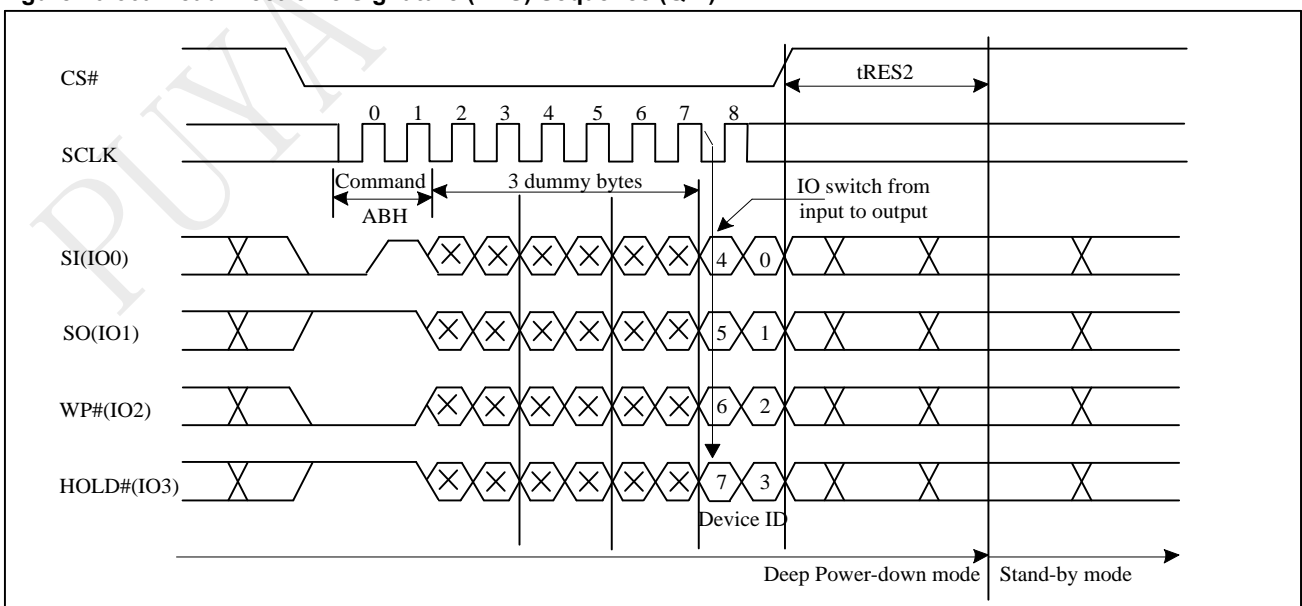 PUYA
CS#
tRES2
0 1 2 3 4 5 6 7 8
SCLK
Command
3 dummy bytes
IO switch from
input to output
ABH
SI(IO0)
4 0
SO(IO1)
5 1
WP#(IO2)
6 2
HOLD#(IO3)
7 3
Device ID
Deep Power-down mode
Stand-by mode